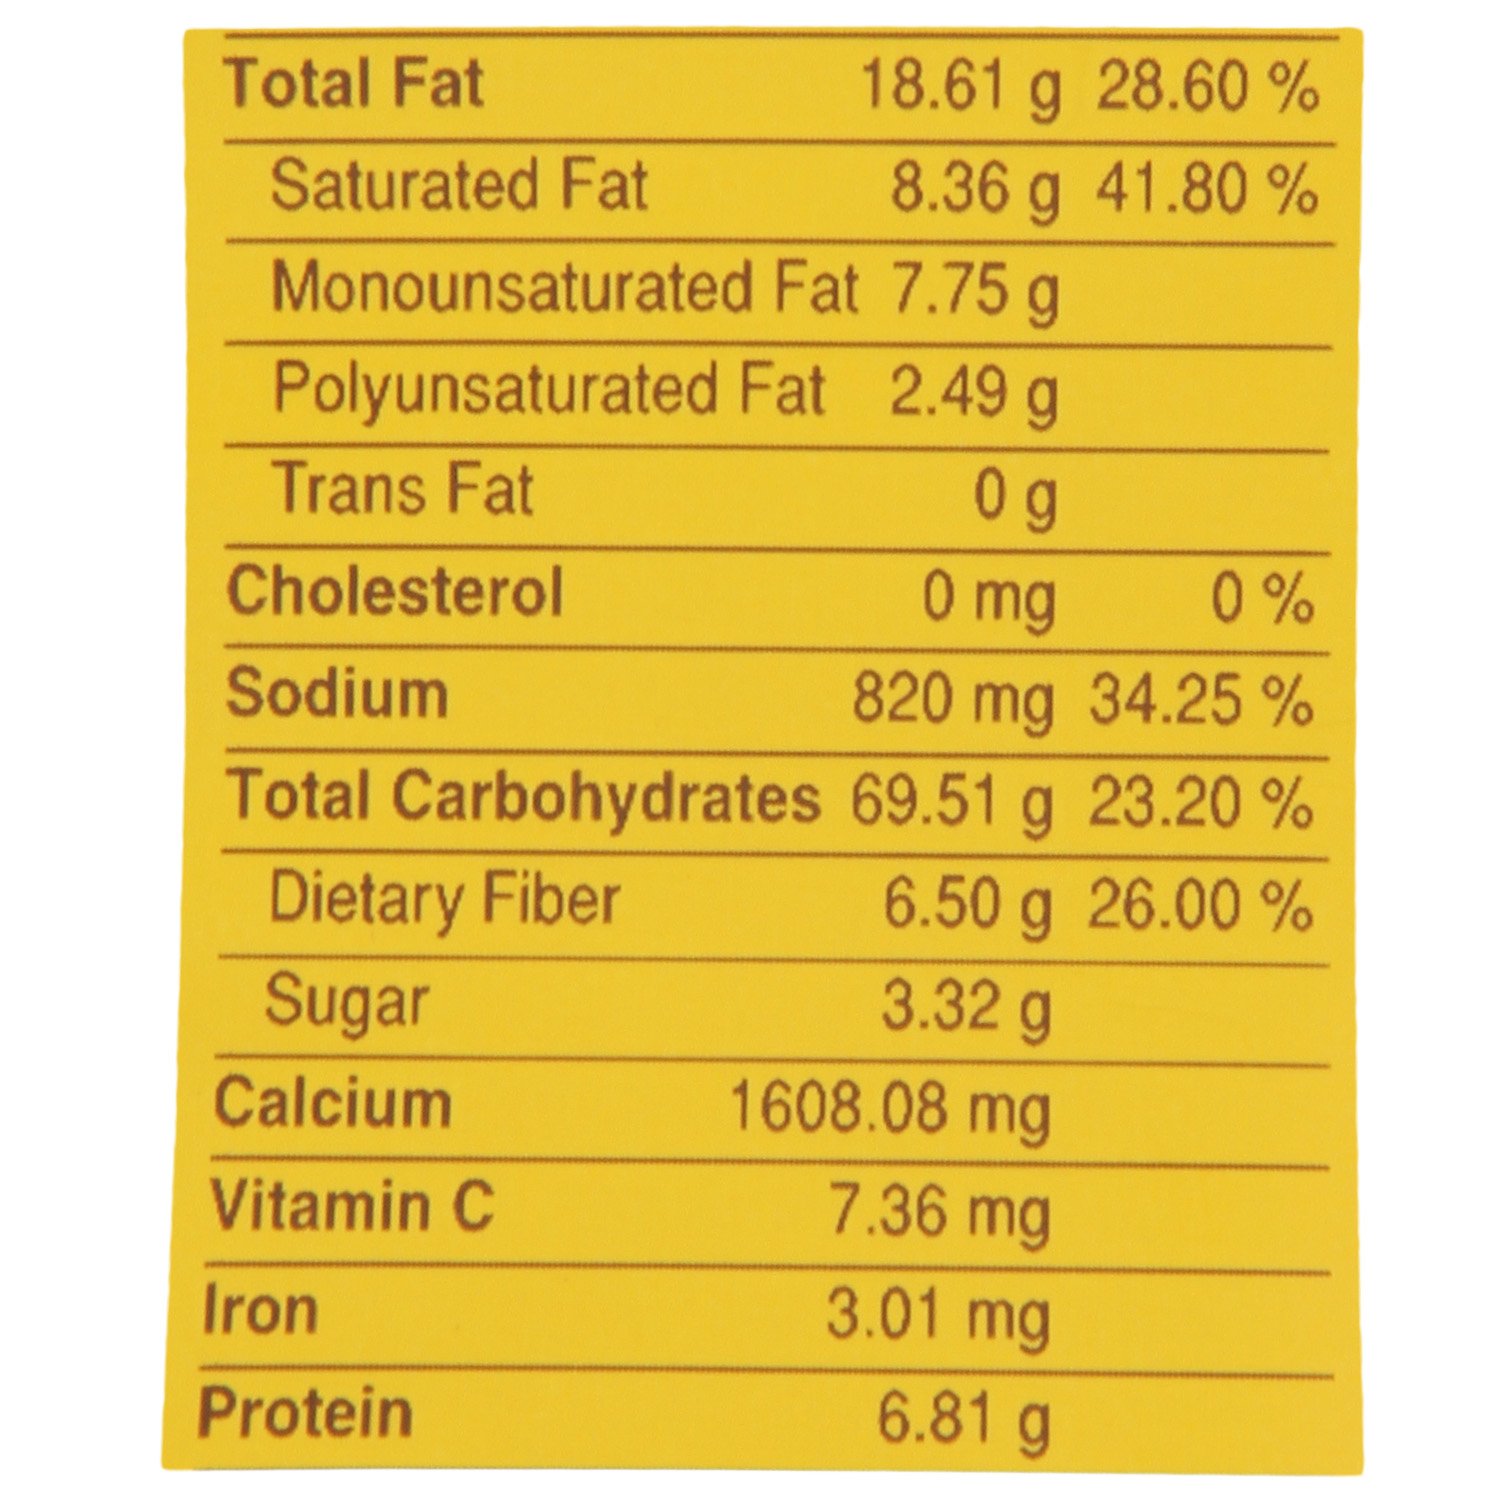 Total Fat 18.61 g 28.60 %
Saturated Fat 8.36 g 41.80 %
Monounsaturated Fat 7.75 g
Polyunsaturated Fat 2.49 g
Trans Fat 0 g
Cholesterol 0 mg 0 %
Sodium 820 mg 34.25 %
Total Carbohydrates 69.51 g 23.20 %
Dietary Fiber 6.50 g 26.00 %
Sugar 3.32 g
Calcium 1608.08 mg
Vitamin C 7.36 mg
Iron 3.01 mg
Protein 6.81 g